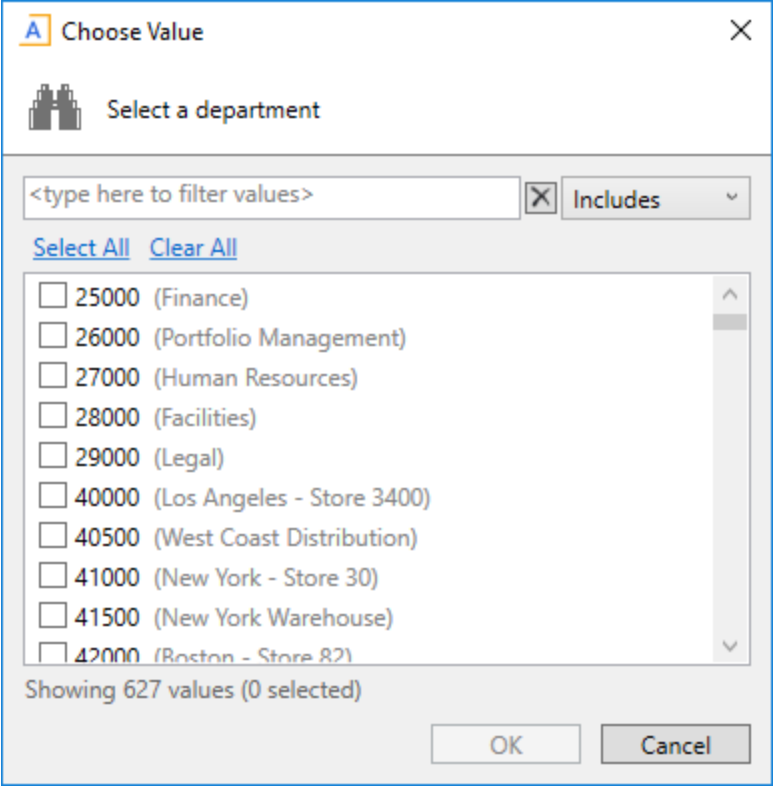 A Choose Value
Select a department
<type here to filter values> Includes
Select All Clear All
25000 (Finance)
26000 (Portfolio Management)
27000 (Human Resources)
28000 (Facilities)
29000 (Legal)
40000 (Los Angeles - Store 3400)
40500 (West Coast Distribution)
41000 (New York - Store 30)
41500 (New York Warehouse)
42000 (Boston - Store 82)
Showing 627 values (0 selected)
OK Cancel